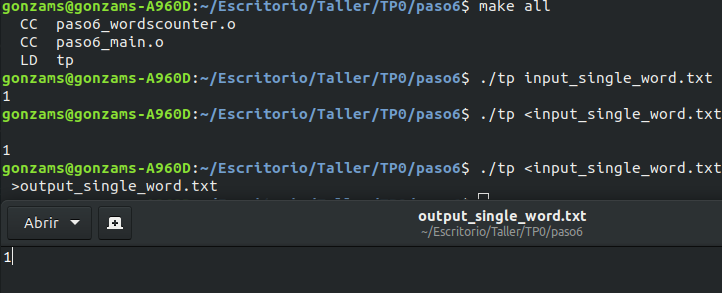 gonzams@gonzams-A960D:~/Escritorio/Taller/TP0/paso6$ make all
  CC  paso6_wordscounter.o
  CC  paso6_main.o
  LD  tp
gonzams@gonzams-A960D:~/Escritorio/Taller/TP0/paso6$ ./tp input_single_word.txt
1
gonzams@gonzams-A960D:~/Escritorio/Taller/TP0/paso6$ ./tp <input_single_word.txt
1
gonzams@gonzams-A960D:~/Escritorio/Taller/TP0/paso6$ ./tp <input_single_word.txt
 >output_single_word.txt
Abrir
output_single_word.txt
~/Escritorio/Taller/TP0/paso6
1